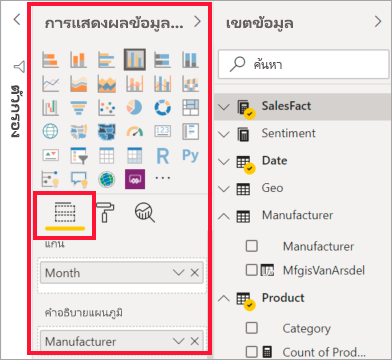 ตัวกรอง
การแสดงผลข้อมูล...
R
Py
แกน
Month
คำอธิบายแผนภูมิ
Manufacturer
เขตข้อมูล
ค้นหา
SalesFact
Sentiment
Date
Geo
Manufacturer
Manufacturer
MfgisVanArsdel
Product
Category
Count of Prod...